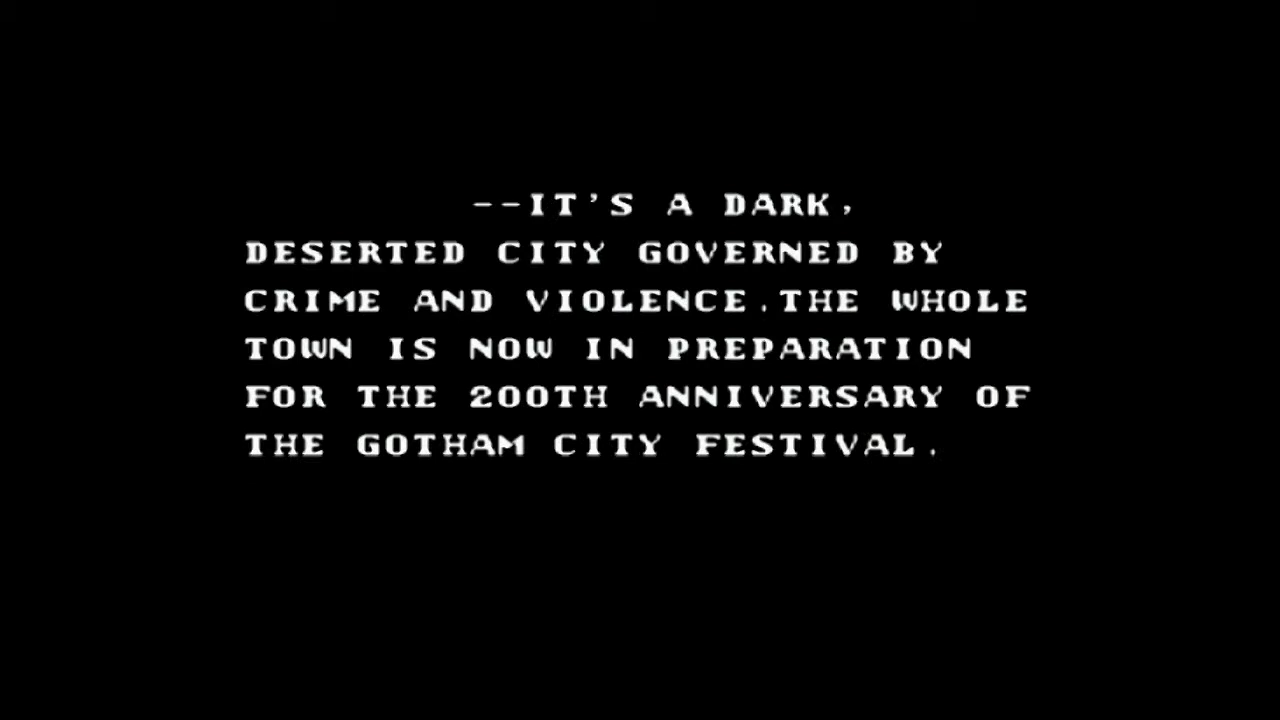 --IT'S A DARK,
DESERTED CITY GOVERNED BY
CRIME AND VIOLENCE.THE WHOLE
TOWN IS NOW IN PREPARATION
FOR THE 200TH ANNIVERSARY OF
THE GOTHAM CITY FESTIVAL.